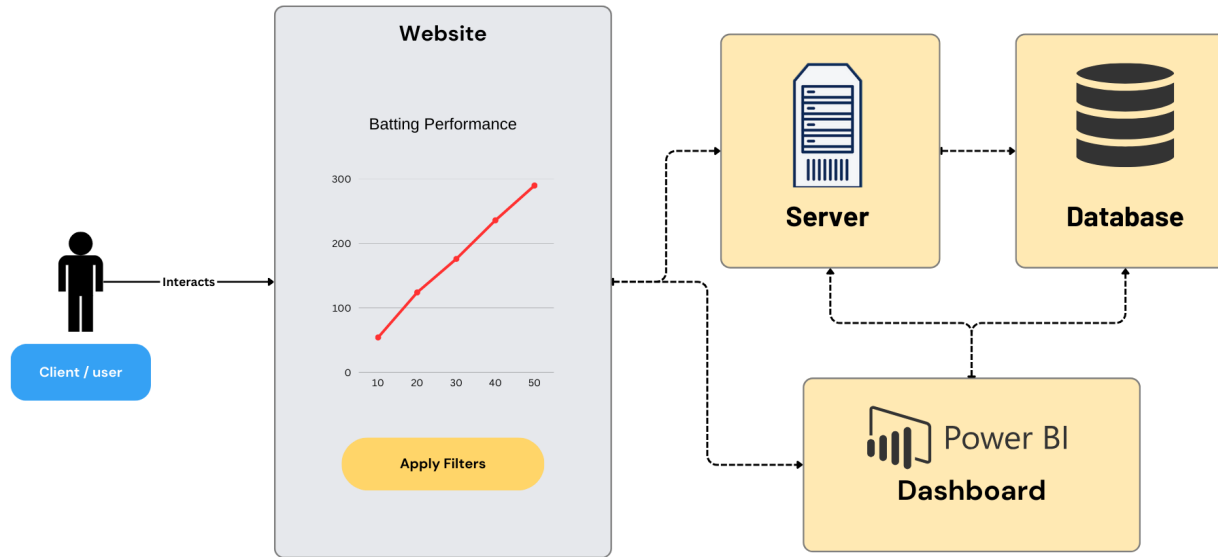 Website
Batting Performance
300
200
100
0
10 20 30 40 50
Apply Filters
Interacts
Client / user
Server
Database
Power BI
Dashboard